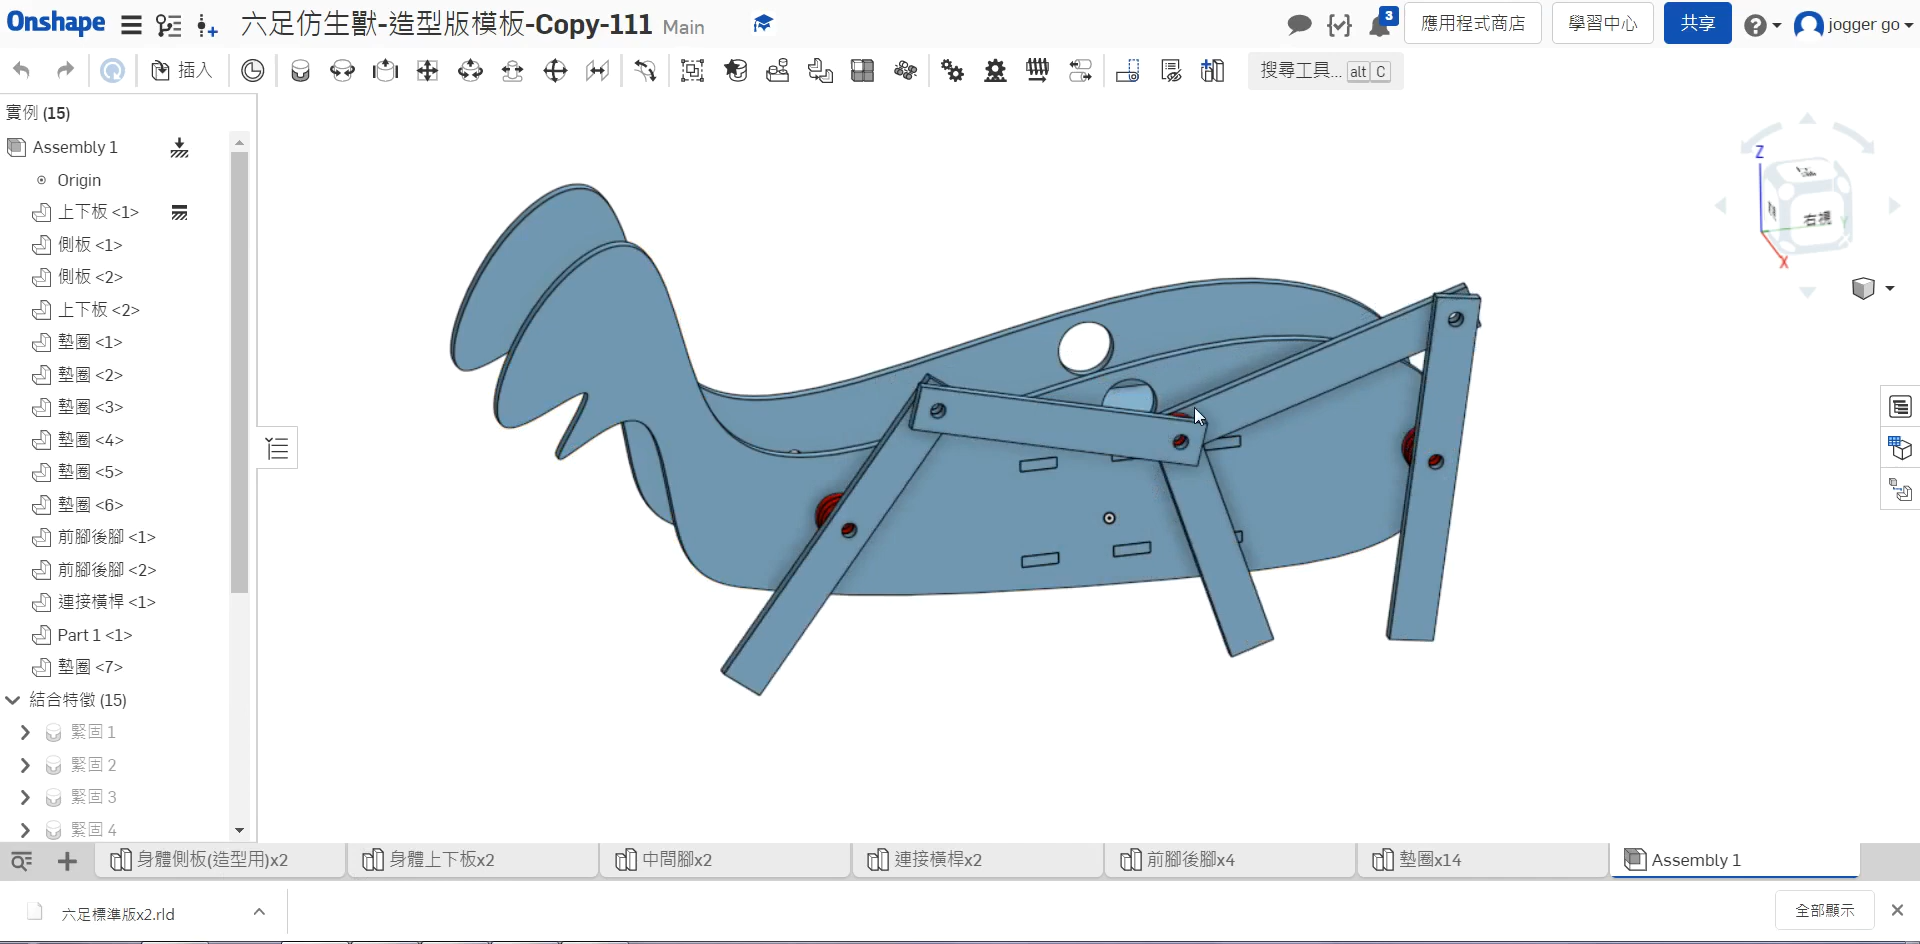 Onshape 六足仿生獸-造型版模板-Copy-111 Main 3 應用程式商店 學習中心 共享 jogger go
插入 搜尋工具... alt C
實例 (15)
Assembly 1
Origin
上下板 <1>
側板 <1>
側板 <2>
上下板 <2>
墊圈 <1>
墊圈 <2>
墊圈 <3>
墊圈 <4>
墊圈 <5>
墊圈 <6>
前腳後腳 <1>
前腳後腳 <2>
連接橫桿 <1>
Part 1 <1>
墊圈 <7>
結合特徵 (15)
緊固 1
緊固 2
緊固 3
緊固 4
Z
右視
Y
X
身體側板(造型用)x2 身體上下板x2 中間腳x2 連接橫桿x2 前腳後腳x4 墊圈x14 Assembly 1
六足標準版x2.rld 全部顯示